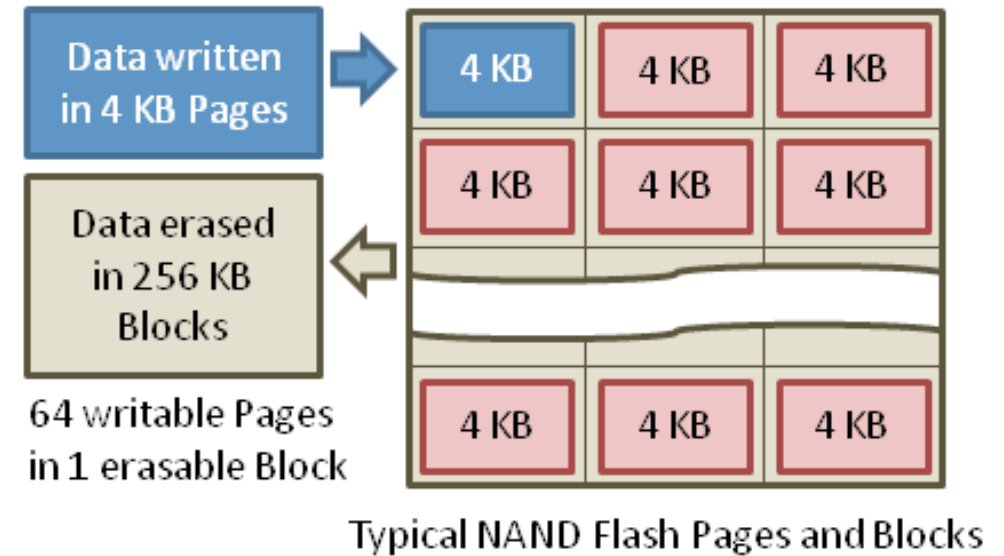 Data written
in 4 KB Pages
4 KB 4 KB 4 KB
4 KB 4 KB 4 KB
Data erased
in 256 KB
Blocks
4 KB 4 KB 4 KB
64 writable Pages
in 1 erasable Block
Typical NAND Flash Pages and Blocks